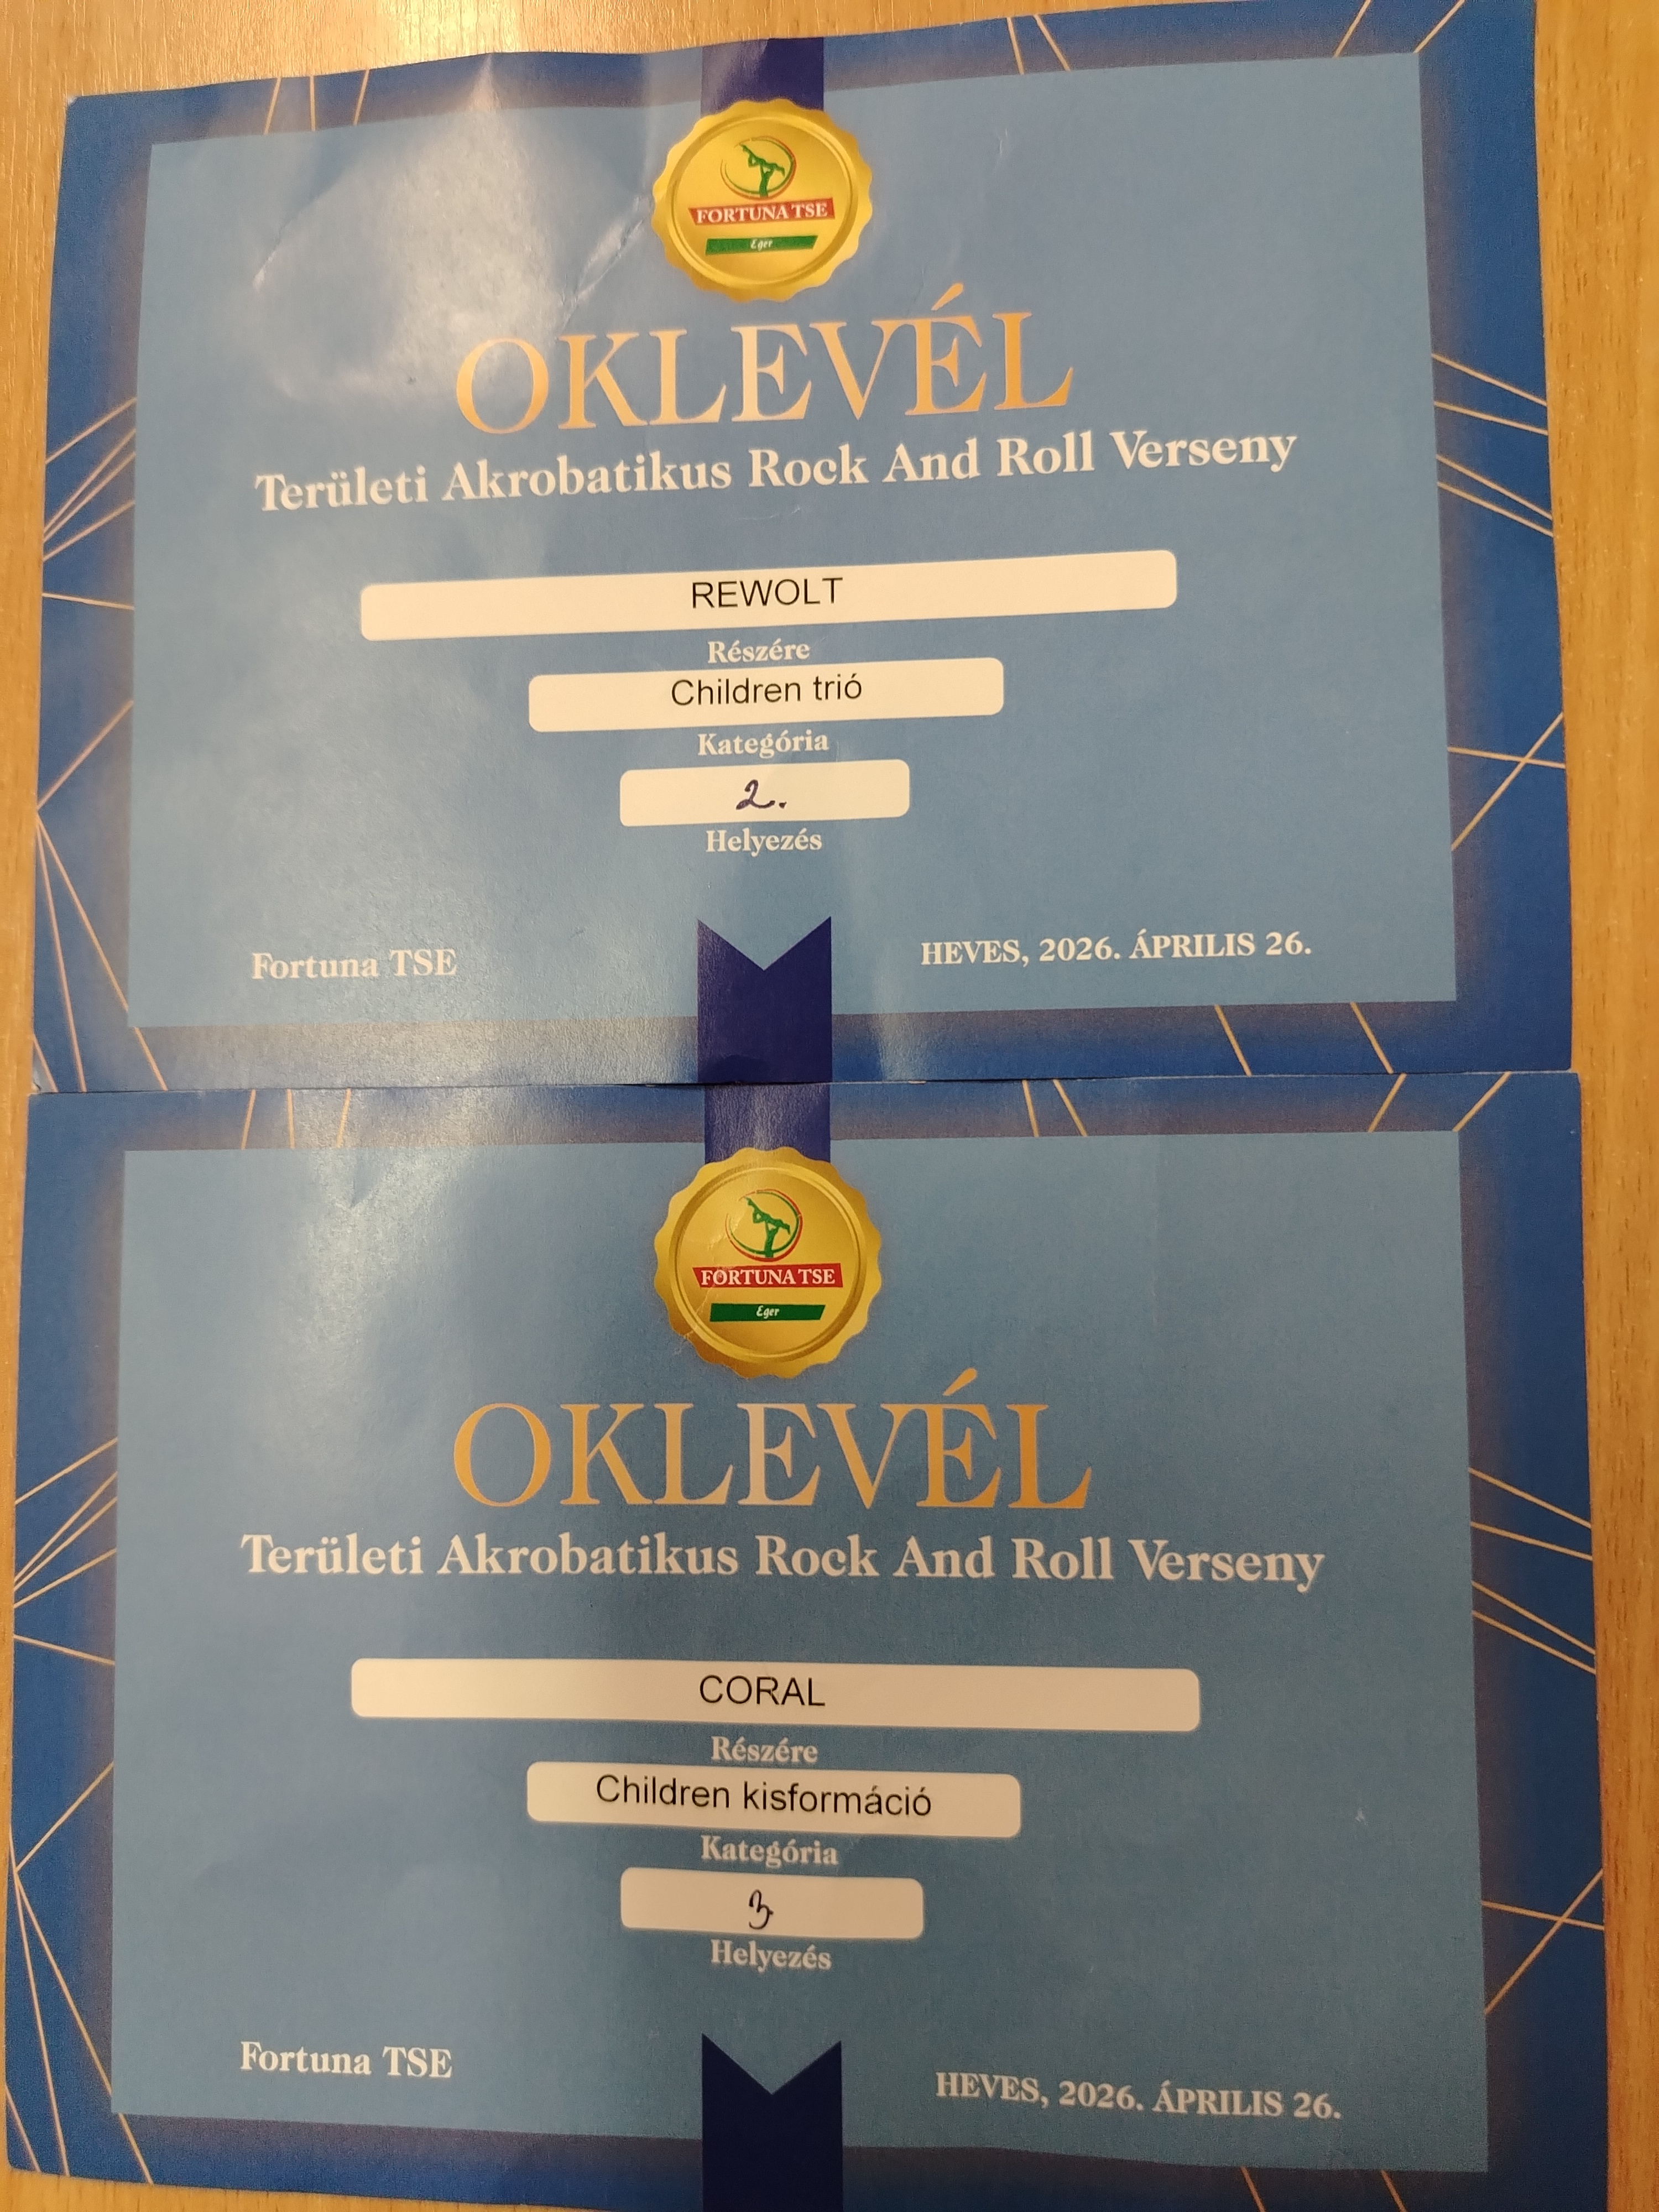 FORTUNA TSE
Eger
OKLEVÉL
Területi Akrobatikus Rock And Roll Verseny
REWOLT
Részére
Children trió
Kategória
2.
Helyezés
Fortuna TSE
HEVES, 2026. ÁPRILIS 26.
FORTUNA TSE
Eger
OKLEVÉL
Területi Akrobatikus Rock And Roll Verseny
CORAL
Részére
Children kisformáció
Kategória
3.
Helyezés
Fortuna TSE
HEVES, 2026. ÁPRILIS 26.